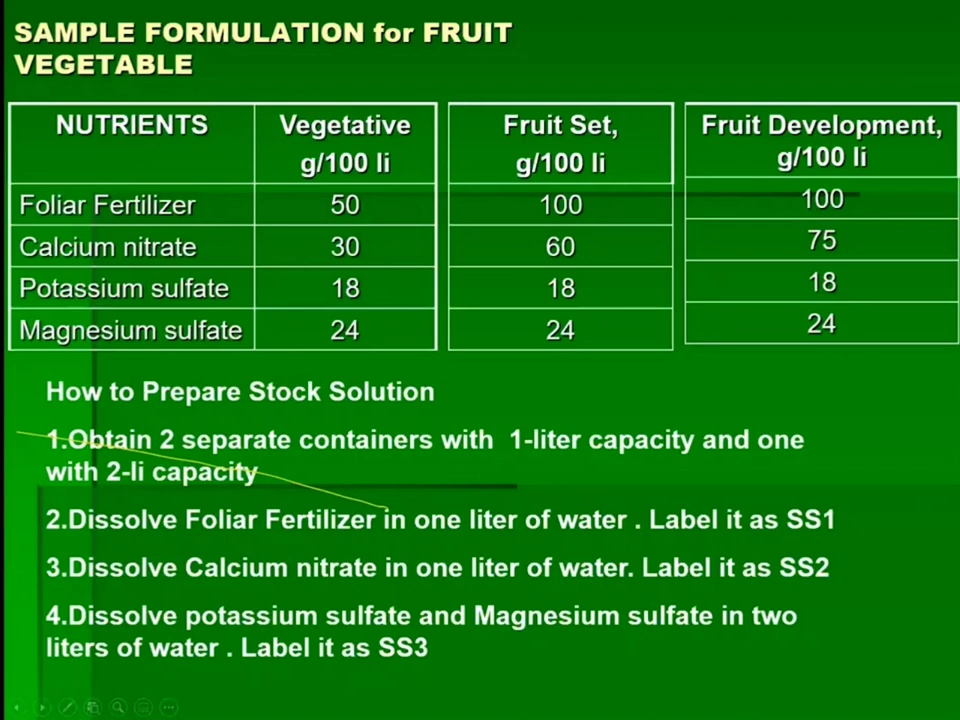 SAMPLE FORMULATION for FRUIT
VEGETABLE
NUTRIENTS Vegetative g/100 li Fruit Set, g/100 li Fruit Development, g/100 li
Foliar Fertilizer 50 100 100
Calcium nitrate 30 60 75
Potassium sulfate 18 18 18
Magnesium sulfate 24 24 24
How to Prepare Stock Solution
1.Obtain 2 separate containers with 1-liter capacity and one
with 2-li capacity
2.Dissolve Foliar Fertilizer in one liter of water . Label it as SS1
3.Dissolve Calcium nitrate in one liter of water. Label it as SS2
4.Dissolve potassium sulfate and Magnesium sulfate in two
liters of water . Label it as SS3